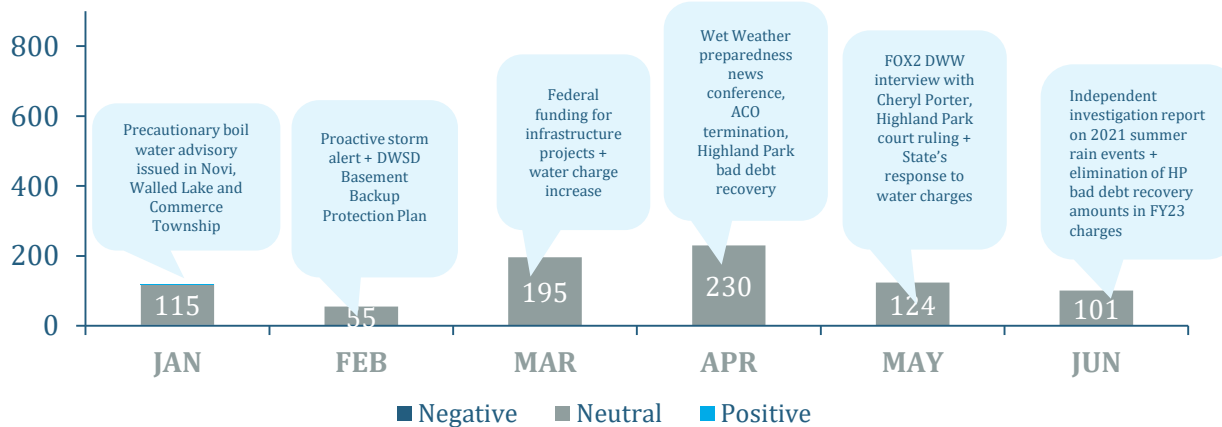 800
600
400
200
0
Precautionary boil
water advisory
issued in Novi,
Walled Lake and
Commerce
Township
Proactive storm
alert + DWSD
Basement
Backup
Protection Plan
Federal
funding for
infrastructure
projects +
water charge
increase
Wet Weather
preparedness
news
conference,
ACO
termination,
Highland Park
bad debt
recovery
FOX2 DWW
interview with
Cheryl Porter,
Highland Park
court ruling +
State's
response to
water charges
Independent
investigation report
on 2021 summer
rain events +
elimination of HP
bad debt recovery
amounts in FY23
charges
115
55
195
230
124
101
JAN
FEB
MAR
APR
MAY
JUN
Negative
Neutral
Positive